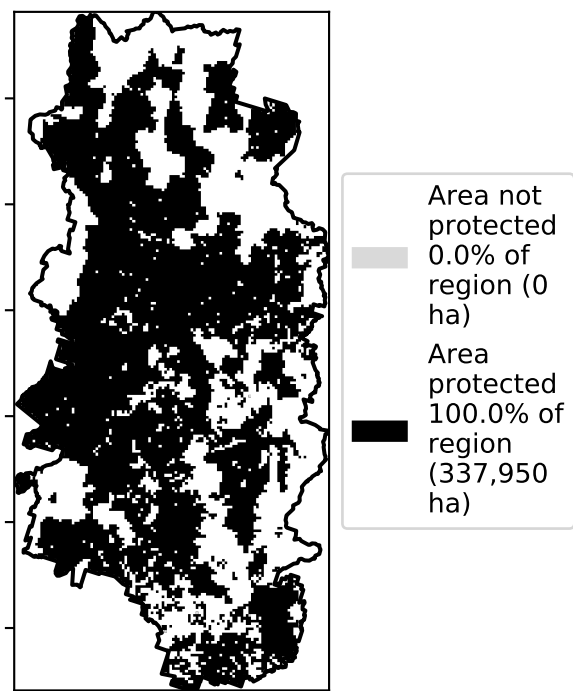 Area not
protected
0.0% of
region (0
ha)
Area
protected
100.0% of
region
(337,950
ha)